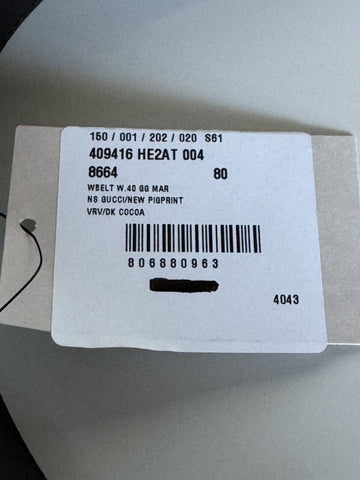 150 / 001 / 202 / 020 S61
409416 HE2AT 004
8664 80
WBELT W.40 GG MAR
NS GUCCI/NEW PIGPRINT
VRV/DK COCOA
806880963
4043